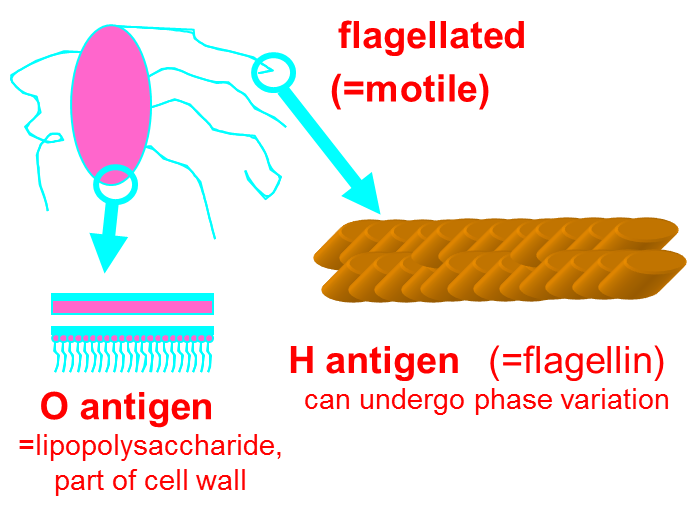 flagellated
(=motile)
H antigen (=flagellin)
can undergo phase variation
O antigen
=lipopolysaccharide,
part of cell wall